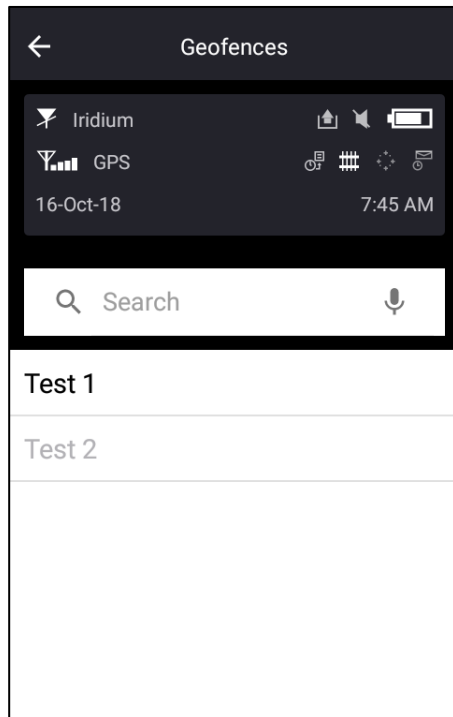 Geofences
Iridium
GPS
16-Oct-18 7:45 AM
Search
Test 1
Test 2